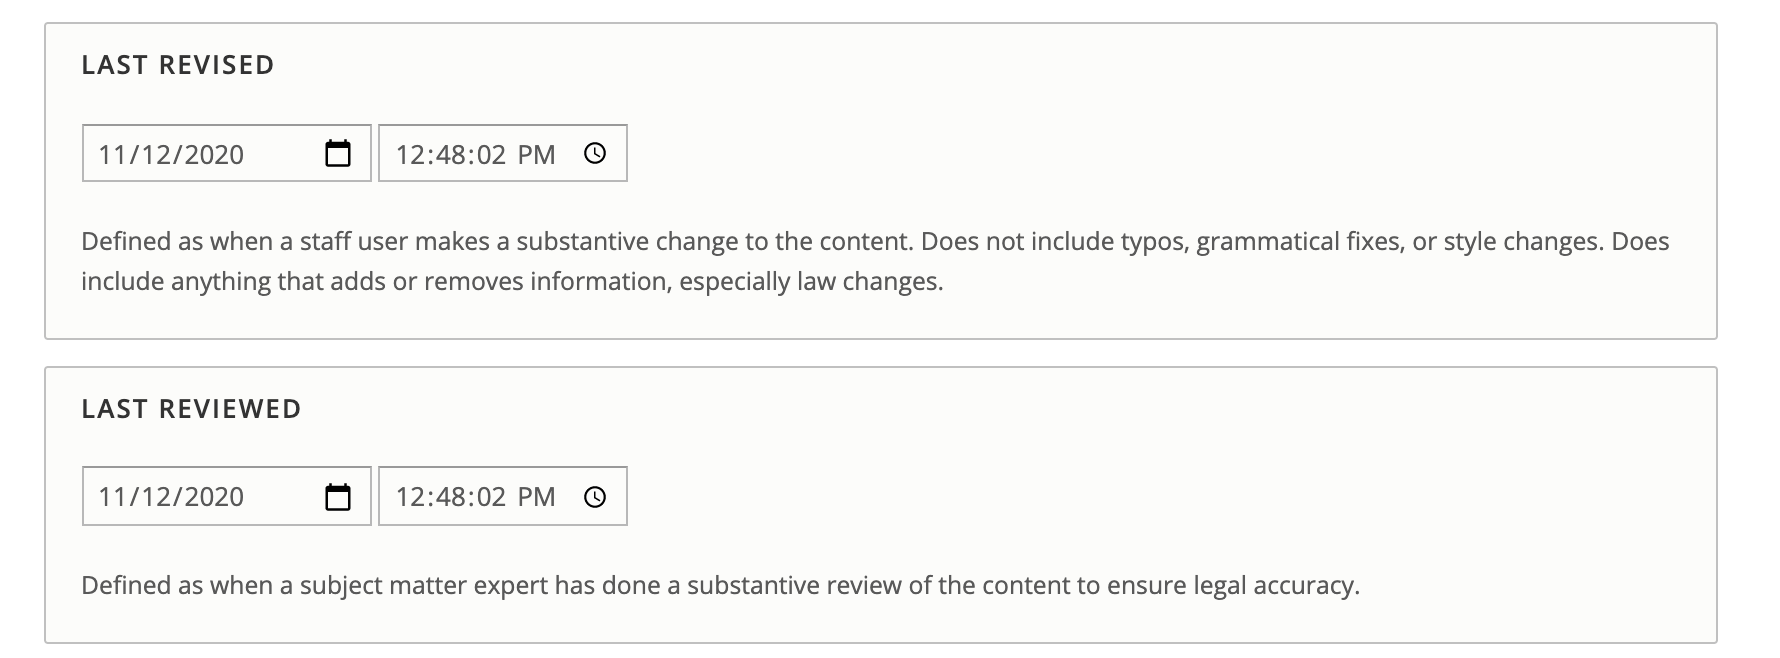 LAST REVISED
11/12/2020 12:48:02 PM
Defined as when a staff user makes a substantive change to the content. Does not include typos, grammatical fixes, or style changes. Does
include anything that adds or removes information, especially law changes.
LAST REVIEWED
11/12/2020 12:48:02 PM
Defined as when a subject matter expert has done a substantive review of the content to ensure legal accuracy.